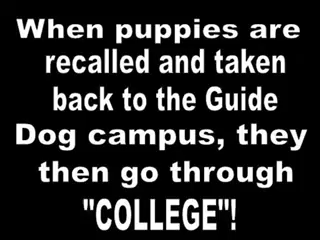 When puppies are
recalled and taken
back to the Guide
Dog campus, they
then go through
"COLLEGE"!